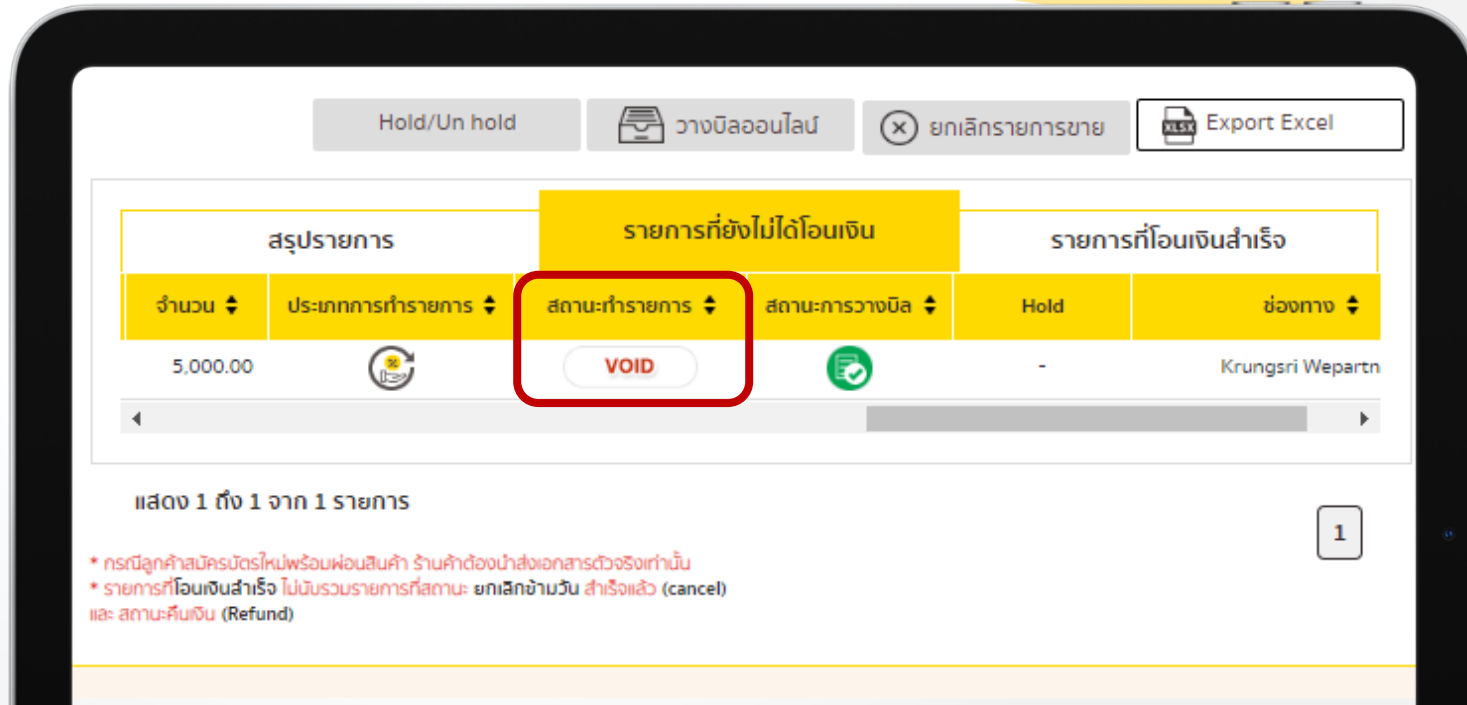 Hold/Un hold
วางบิลออนไลน์
ยกเลิกรายการขาย
XLSX
Export Excel
สรุปรายการ
รายการที่ยังไม่ได้โอนเงิน
รายการที่โอนเงินสำเร็จ
จำนวน ประเภทการทำรายการ สถานะทำรายการ สถานะการวางบิล Hold ช่องทาง
5,000.00 % VOID - Krungsri Wepartn
แสดง 1 ถึง 1 จาก 1 รายการ
1
* กรณีลูกค้าสมัครบัตรใหม่พร้อมผ่อนสินค้า ร้านค้าต้องนำส่งเอกสารตัวจริงเท่านั้น
* รายการที่โอนเงินสำเร็จ ไม่นับรวมรายการที่สถานะ ยกเลิกข้ามวัน สำเร็จแล้ว (cancel)
และ สถานะคืนเงิน (Refund)